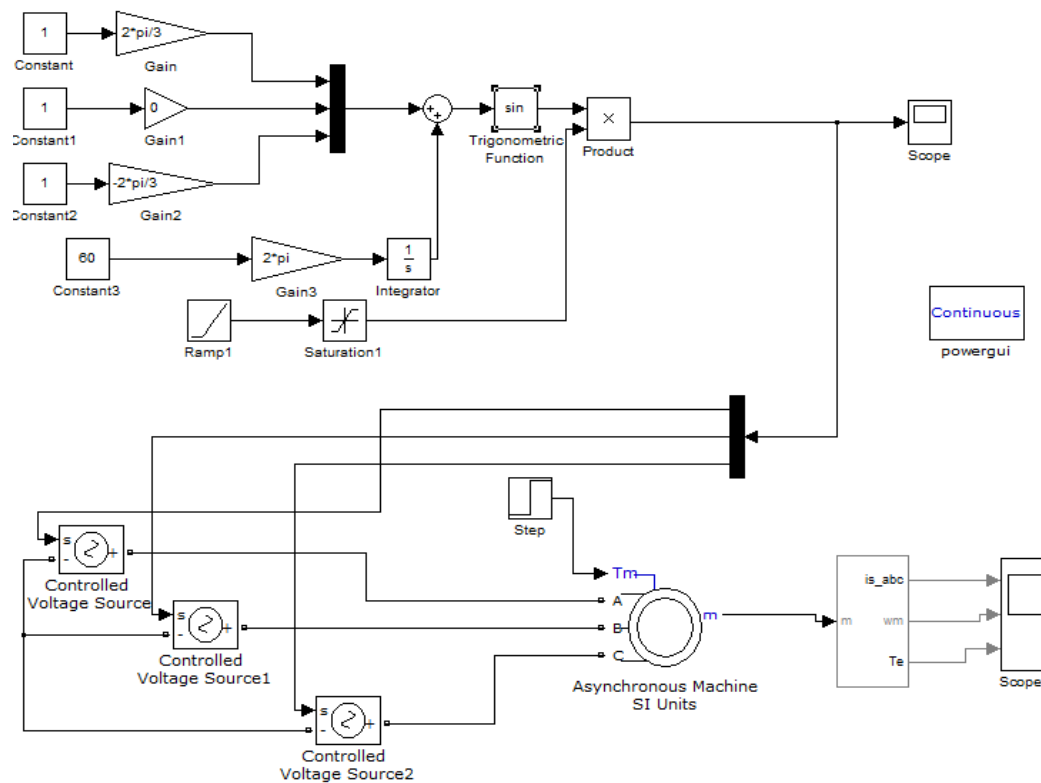 1
2*pi/3
Constant
Gain
1
0
Constant1
Gain1
+
+
sin
Trigonometric
Function
×
Product
Scope
1
-2*pi/3
Constant2
Gain2
60
2*pi
1
s
Constant3
Gain3
Integrator
Ramp1
Saturation1
Continuous
powergui
Step
s
-
+
Controlled
Voltage Source
s
-
+
Controlled
Voltage Source1
s
-
+
Controlled
Voltage Source2
Tm
A
B
C
m
Asynchronous Machine
SI Units
m
is_abc
wm
Te
Scope